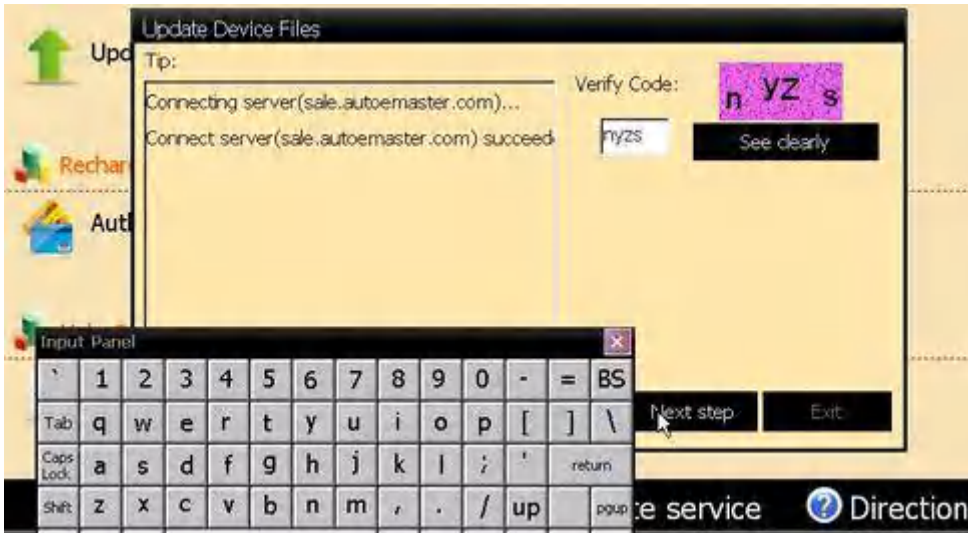 Update Device Files
Upd
Tip:
Connecting server(sale.autoemaster.com)...
Connect server(sale.autoemaster.com) succeed
Verify Code:
n yz s
nyzs
See clearly
Rechar
Auth
Input Panel
` 1 2 3 4 5 6 7 8 9 0 - = BS
Tab q w e r t y u i o p [ ] \
Caps Lock a s d f g h j k l ; ' return
Shift z x c v b n m , . / up pgup
Next step
Exit
te service
Direction